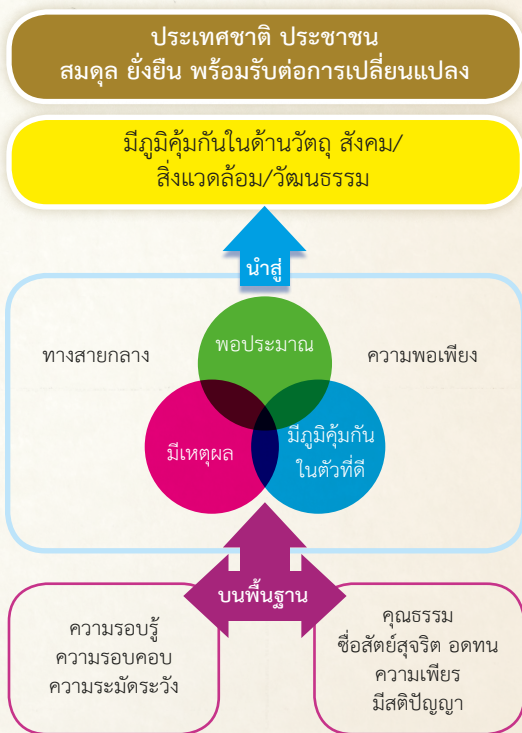 ประเทศชาติ ประชาชน
สมดุล ยั่งยืน พร้อมรับต่อการเปลี่ยนแปลง
มีภูมิคุ้มกันในด้านวัตถุ สังคม/
สิ่งแวดล้อม/วัฒนธรรม
นำสู่
ทางสายกลาง
พอประมาณ
ความพอเพียง
มีเหตุผล
มีภูมิคุ้มกัน
ในตัวที่ดี
บนพื้นฐาน
ความรอบรู้
ความรอบคอบ
ความระมัดระวัง
คุณธรรม
ซื่อสัตย์สุจริต อดทน
ความเพียร
มีสติปัญญา